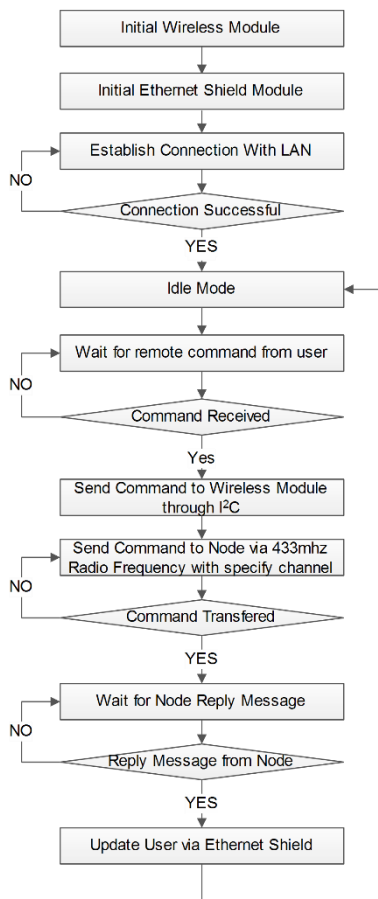 Initial Wireless Module
Initial Ethernet Shield Module
Establish Connection With LAN
NO
Connection Successful
YES
Idle Mode
Wait for remote command from user
NO
Command Received
Yes
Send Command to Wireless Module
through I²C
Send Command to Node via 433mhz
Radio Frequency with specify channel
NO
Command Transfered
YES
Wait for Node Reply Message
NO
Reply Message from Node
YES
Update User via Ethernet Shield